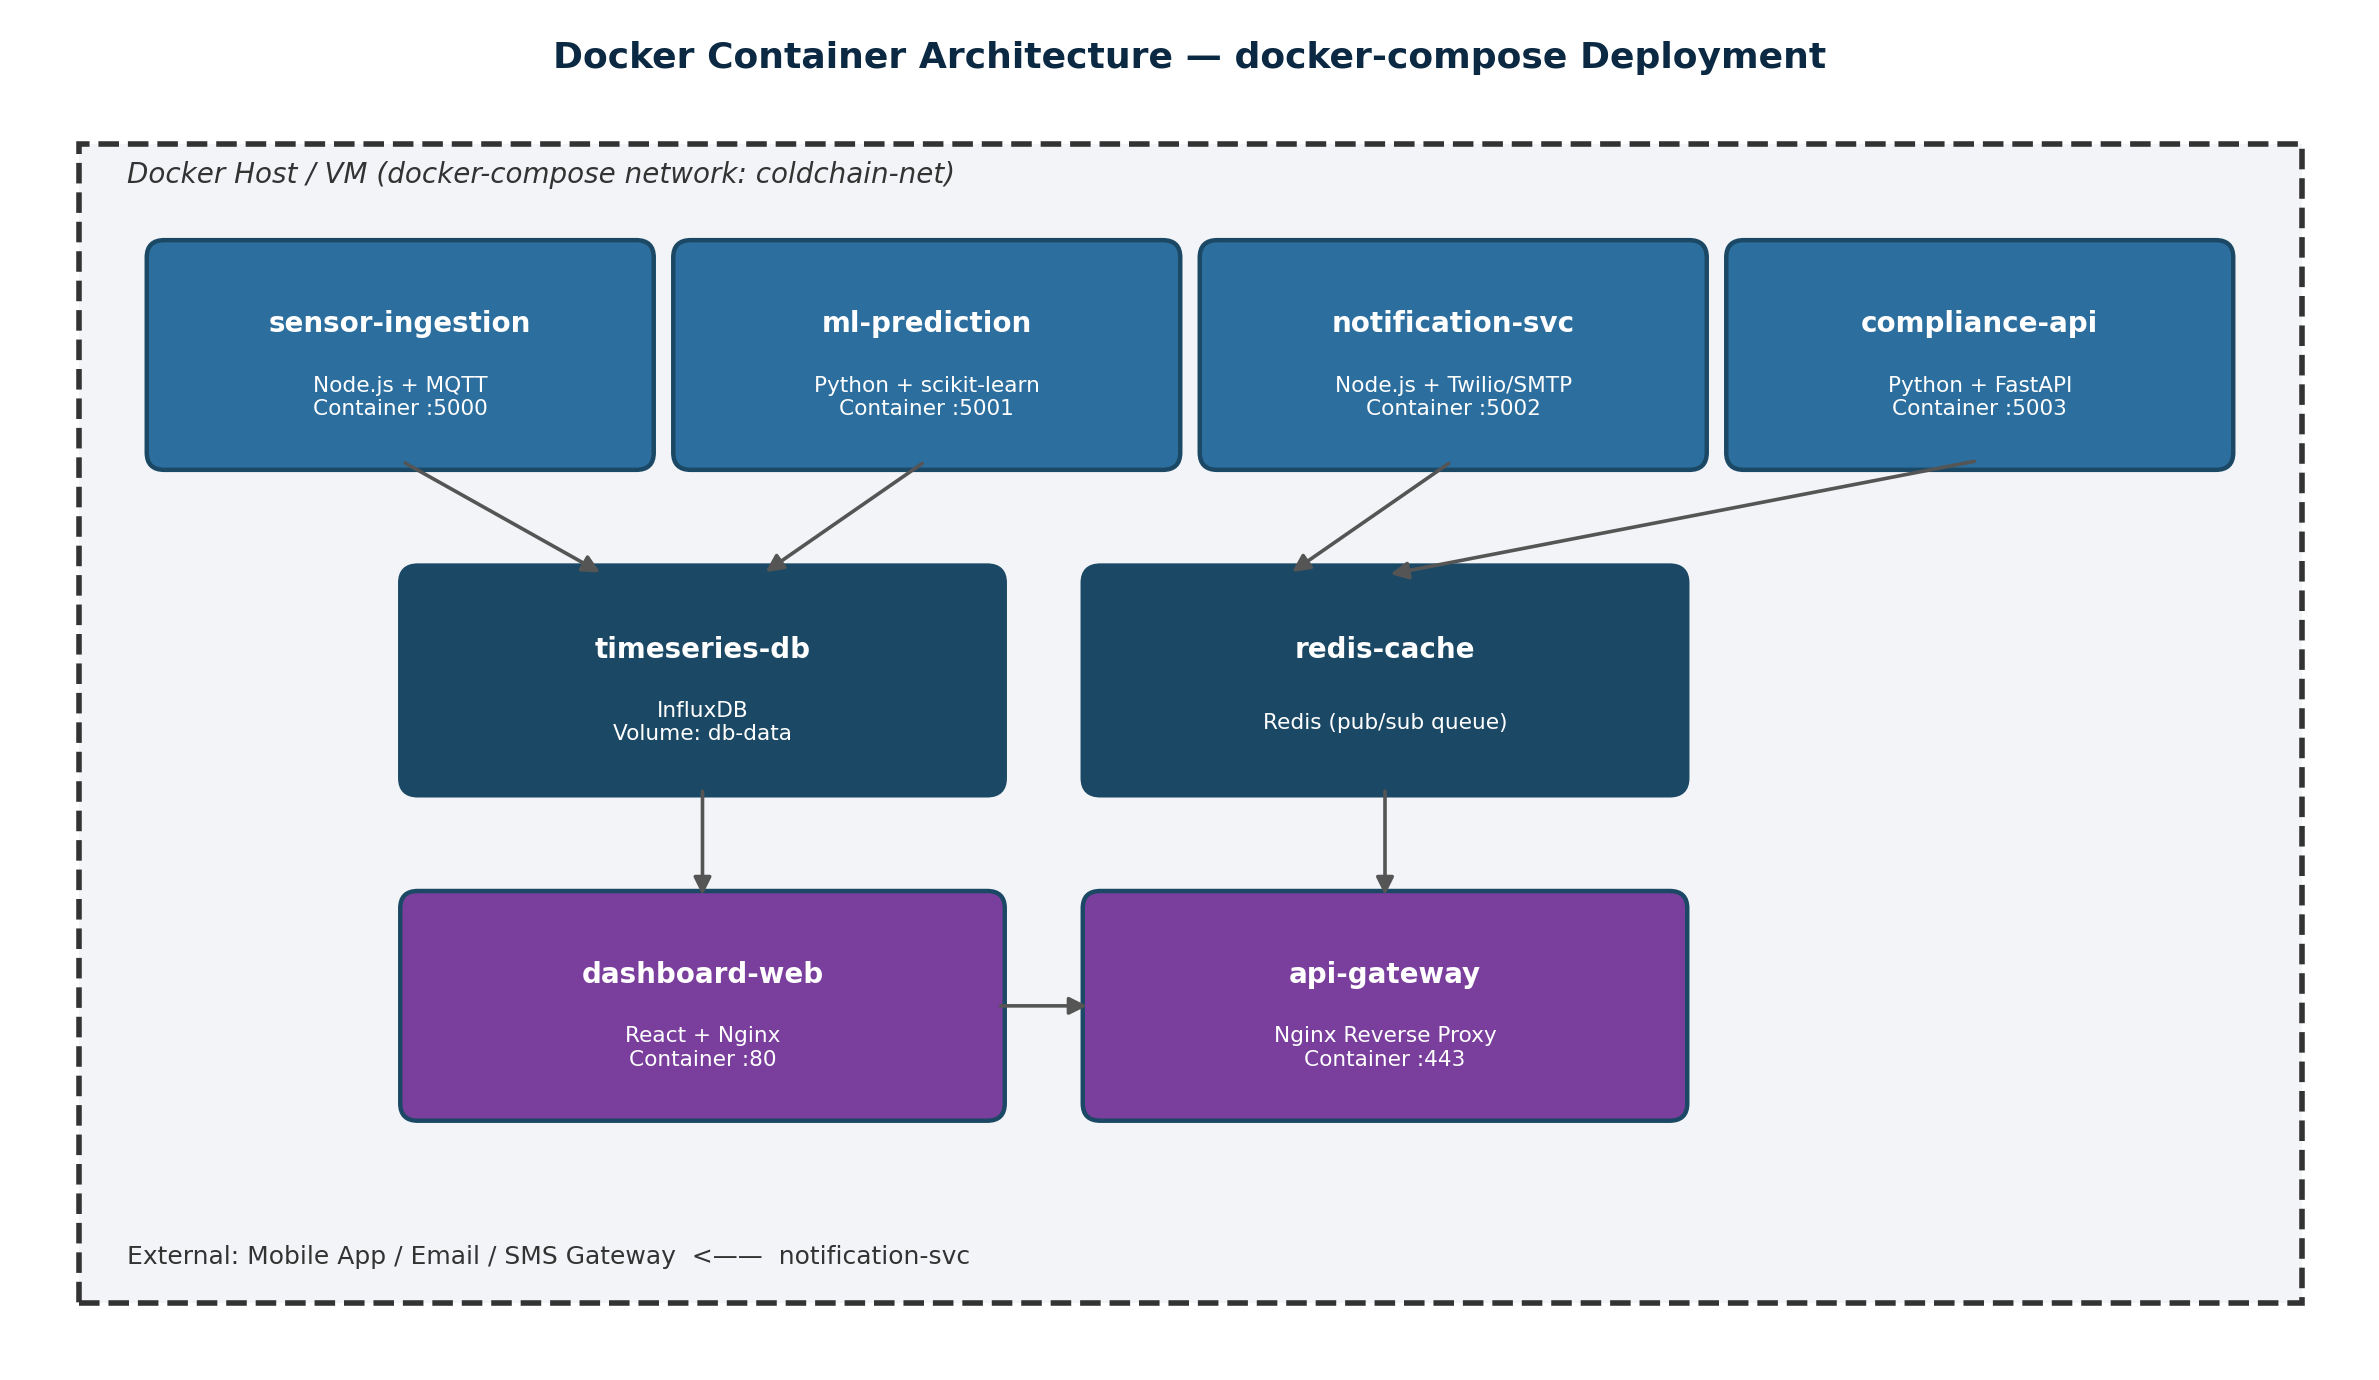 Docker Container Architecture — docker-compose Deployment
Docker Host / VM (docker-compose network: coldchain-net)
sensor-ingestion
Node.js + MQTT
Container :5000
ml-prediction
Python + scikit-learn
Container :5001
notification-svc
Node.js + Twilio/SMTP
Container :5002
compliance-api
Python + FastAPI
Container :5003
timeseries-db
InfluxDB
Volume: db-data
redis-cache
Redis (pub/sub queue)
dashboard-web
React + Nginx
Container :80
api-gateway
Nginx Reverse Proxy
Container :443
External: Mobile App / Email / SMS Gateway <—— notification-svc